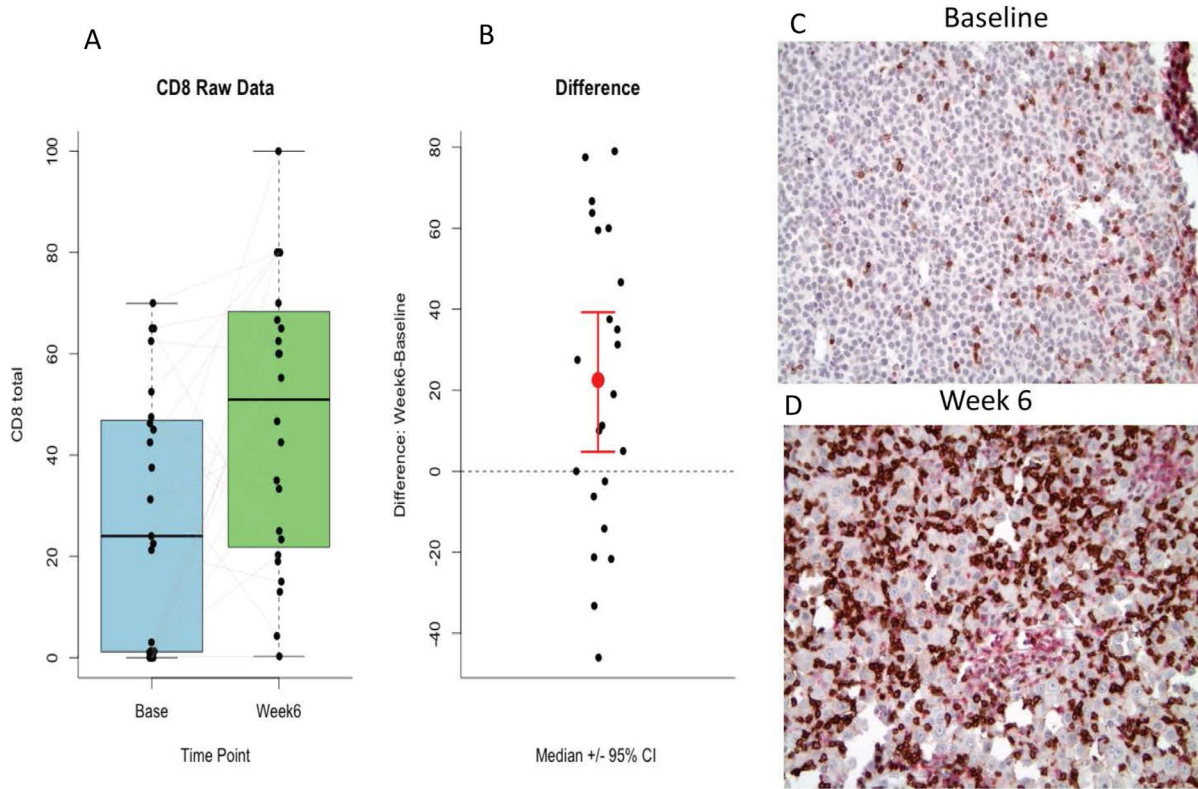 A
CD8 Raw Data
CD8 total
100
80
60
40
20
0
Base
Week6
Time Point
B
Difference
Difference: Week6-Baseline
80
60
40
20
0
-20
-40
Median +/- 95% CI
C
Baseline
D
Week 6